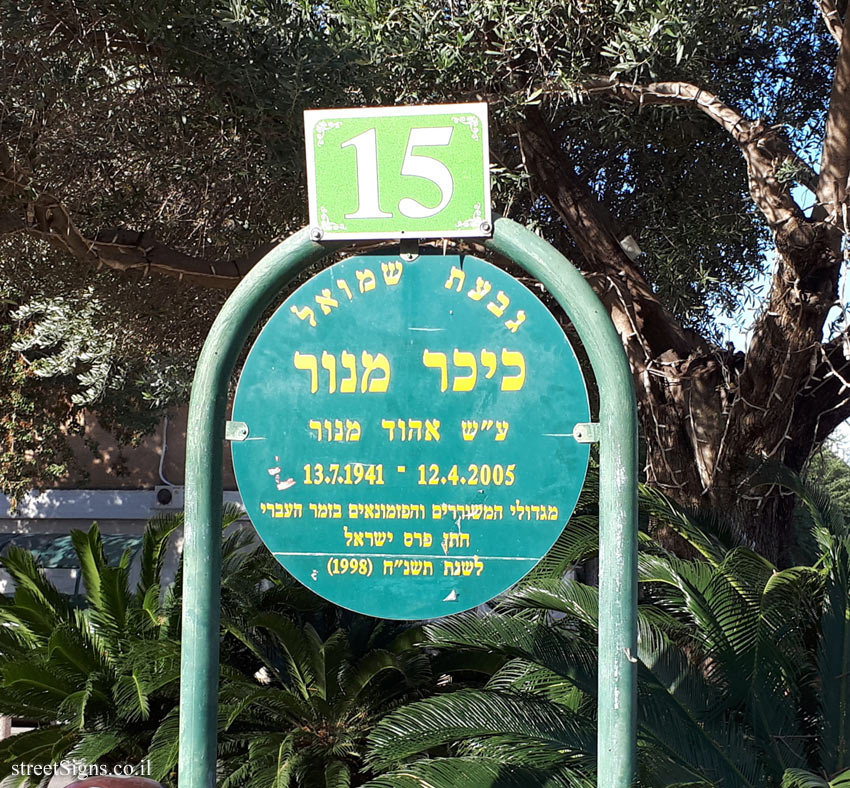 15
גבעת שמואל
כיכר מנור
ע"ש אהוד מנור
13.7.1941 - 12.4.2005
מגדולי המשוררים והפזמונאים בזמר העברי
חתן פרס ישראל
לשנת תשנ"ח (1998)
streetSigns.co.il